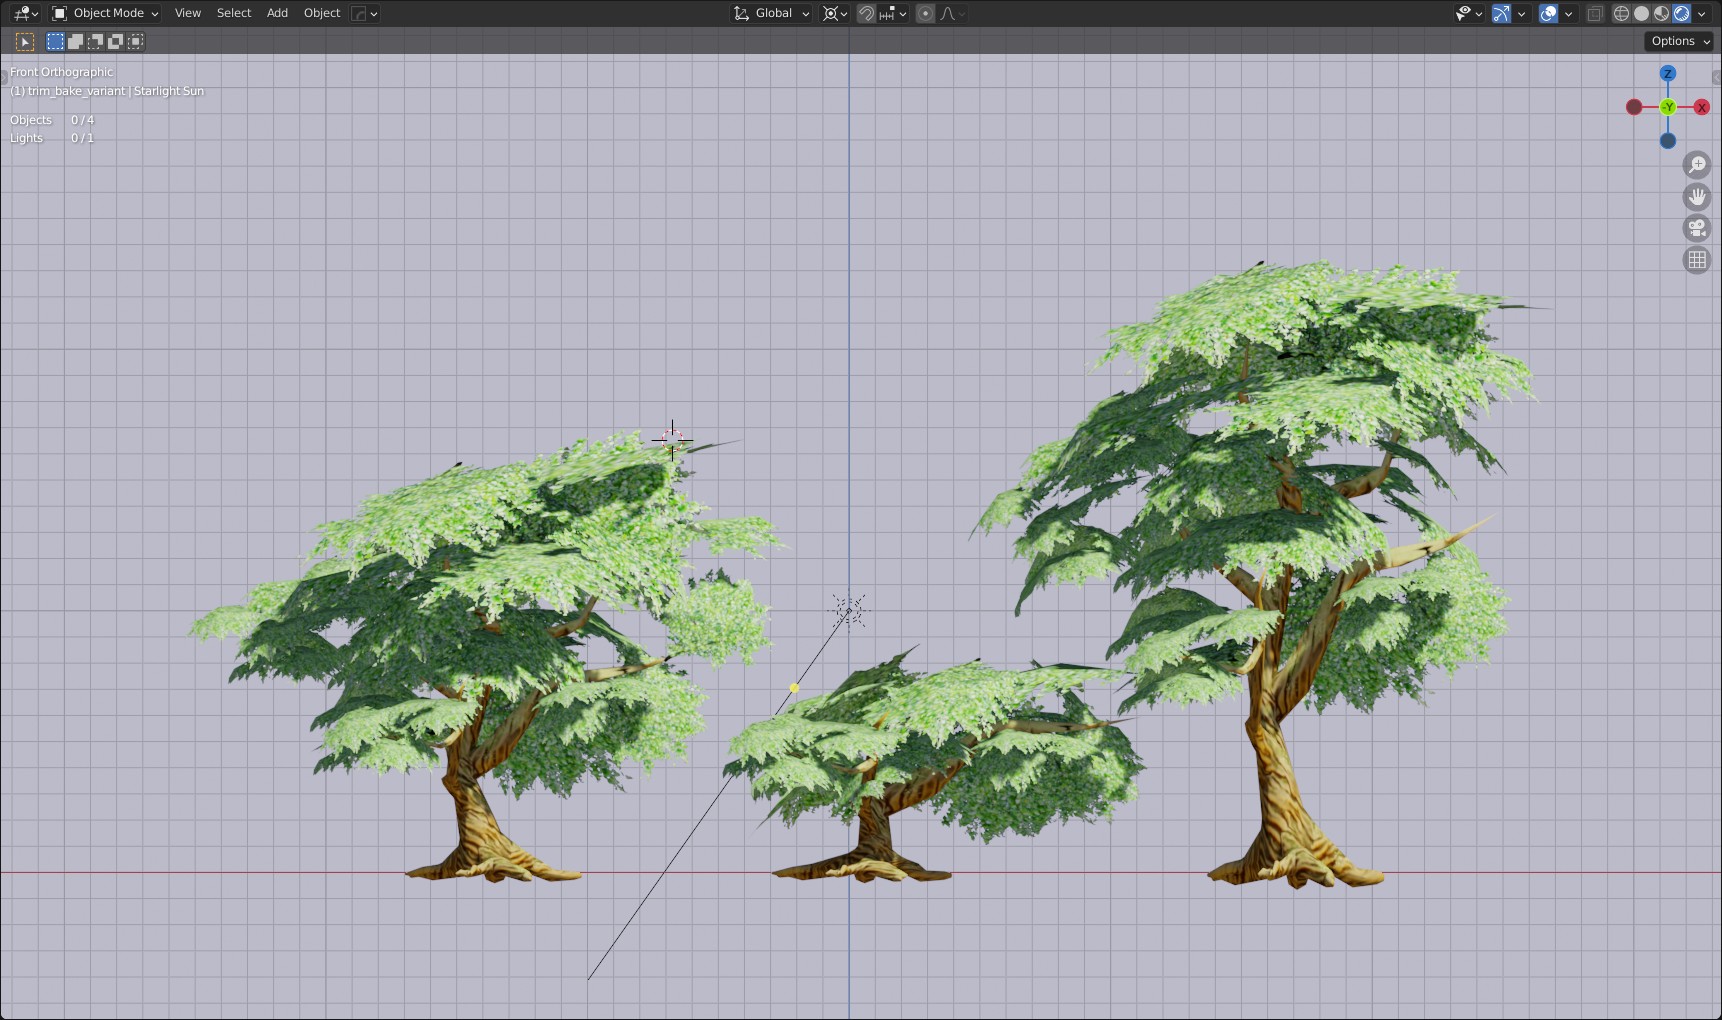 Object Mode View Select Add Object Global
Options
Front Orthographic
(1) trim_bake_variant | Starlight Sun
Objects 0 / 4
Lights 0 / 1
Z
-Y
X